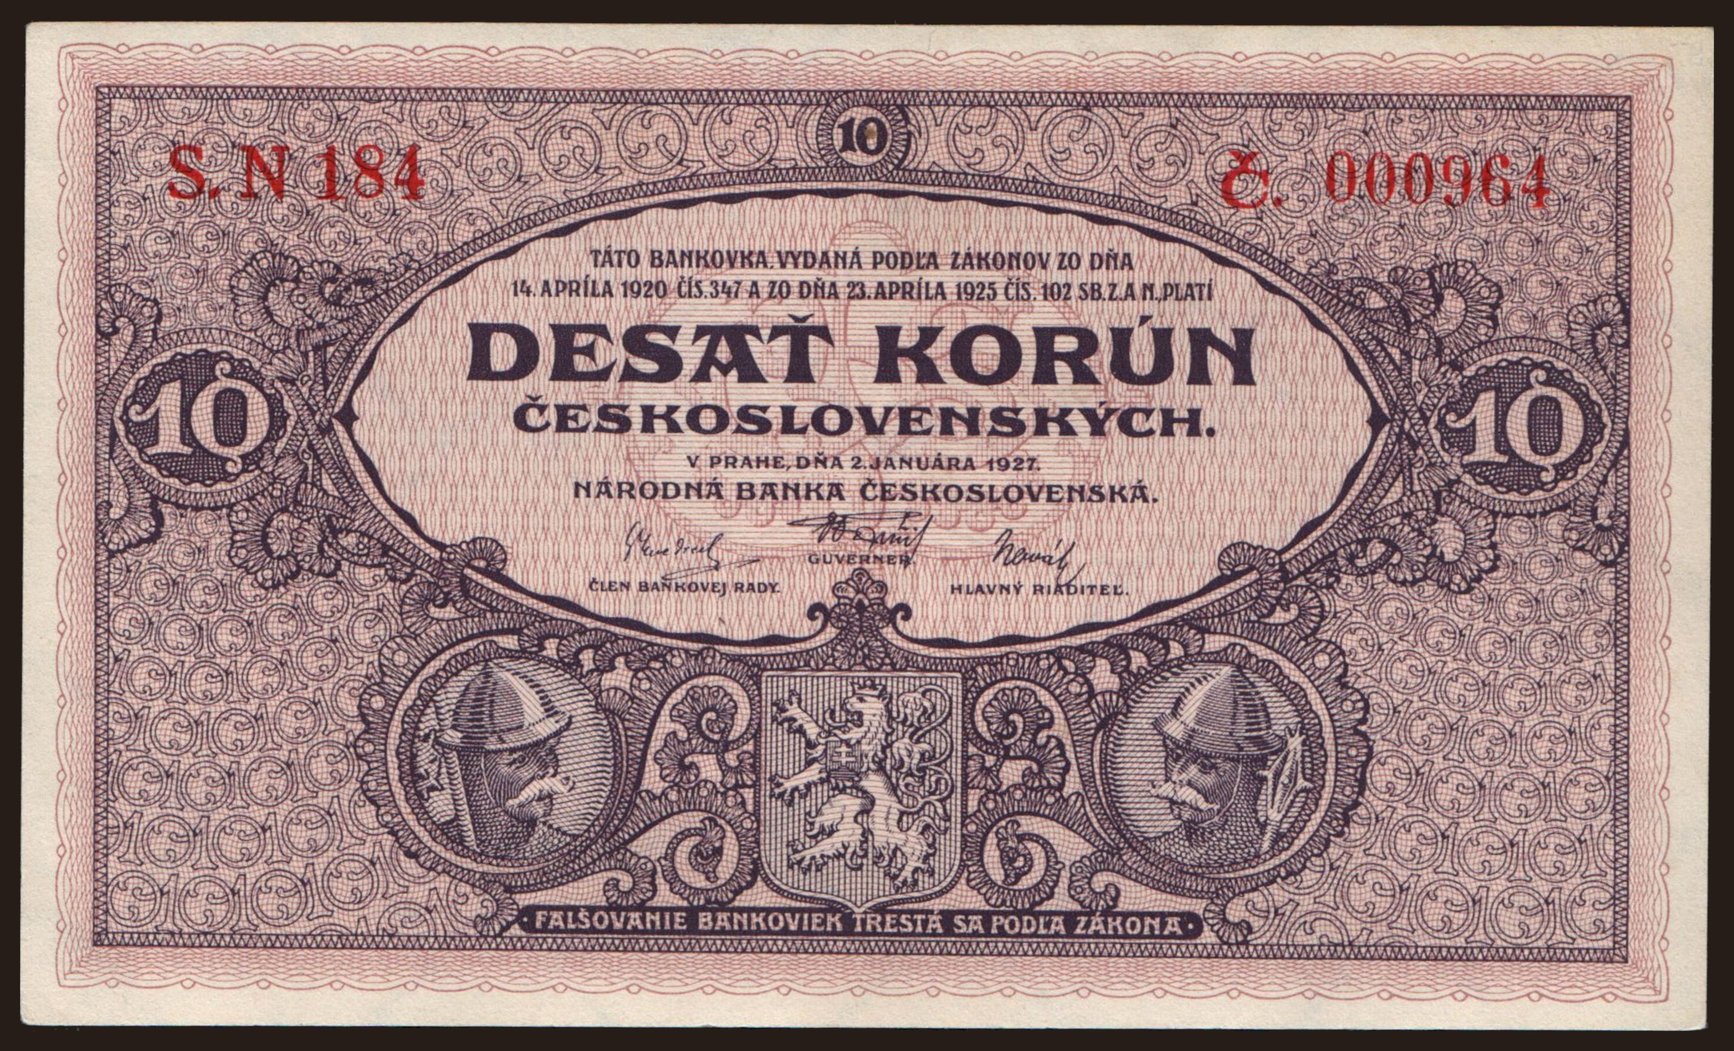 10
S. N 184
Č. 000964
TÁTO BANKOVKA, VYDANÁ PODĽA ZÁKONOV ZO DŇA
14. APRÍLA 1920 ČÍS. 347 A ZO DŇA 23. APRÍLA 1925 ČÍS. 102 SB. Z. A N., PLATÍ
DESAŤ KORÚN
ČESKOSLOVENSKÝCH.
10
10
V PRAHE, DŇA 2. JANUÁRA 1927.
NÁRODNÁ BANKA ČESKOSLOVENSKÁ.
GUVERNER.
ČLEN BANKOVEJ RADY.
HLAVNÝ RIADITEĽ.
· FALŠOVANIE BANKOVIEK TRESTÁ SA PODĽA ZÁKONA ·